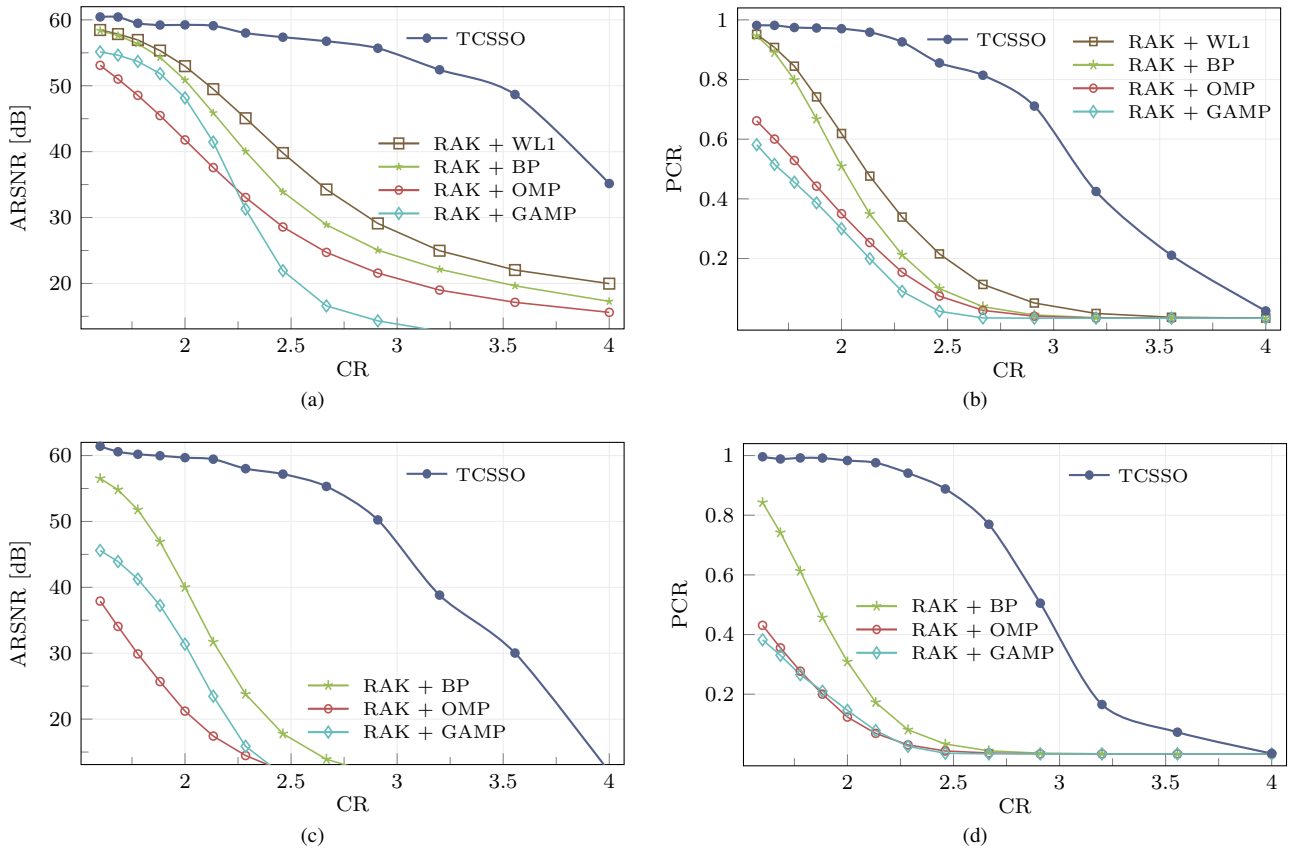 60
50
40
30
20
2
2.5
3
3.5
4
ARSNR [dB]
CR
TCSSO
RAK + WL1
RAK + BP
RAK + OMP
RAK + GAMP
(a)
1
0.8
0.6
0.4
0.2
2
2.5
3
3.5
4
PCR
CR
TCSSO
RAK + WL1
RAK + BP
RAK + OMP
RAK + GAMP
(b)
60
50
40
30
20
2
2.5
3
3.5
4
ARSNR [dB]
CR
TCSSO
RAK + BP
RAK + OMP
RAK + GAMP
(c)
1
0.8
0.6
0.4
0.2
2
2.5
3
3.5
4
PCR
CR
TCSSO
RAK + BP
RAK + OMP
RAK + GAMP
(d)